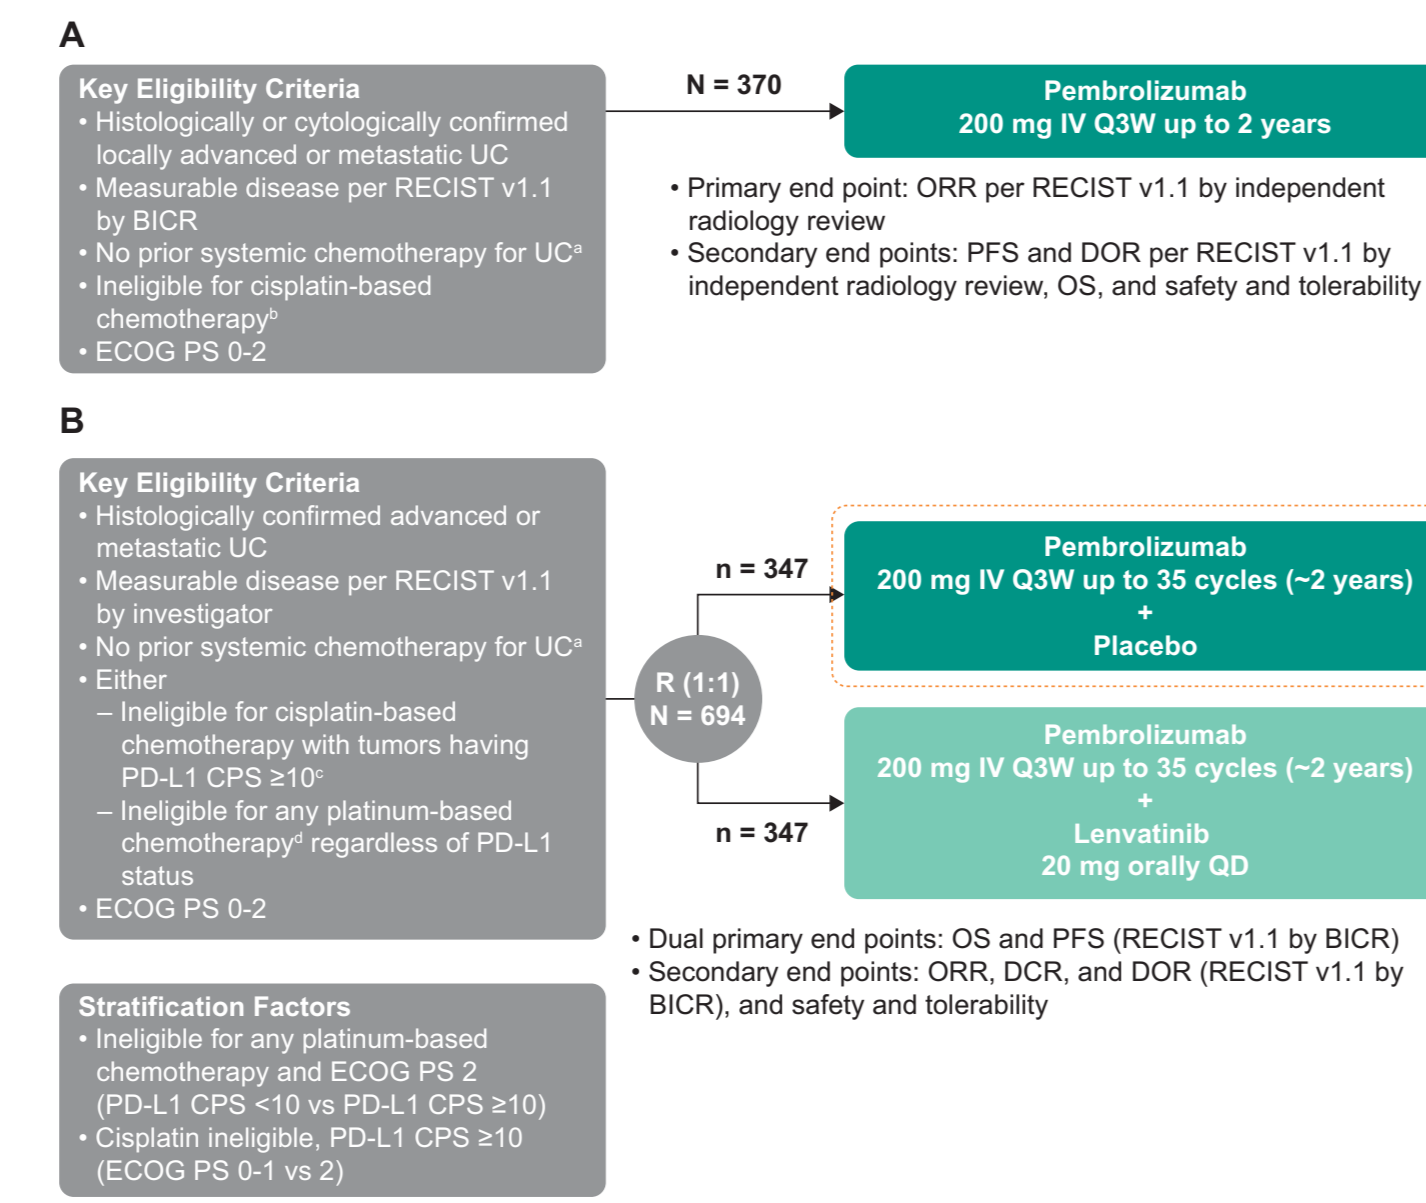 A
Key Eligibility Criteria
• Histologically or cytologically confirmed
locally advanced or metastatic UC
• Measurable disease per RECIST v1.1
by BICR
• No prior systemic chemotherapy for UCᵃ
• Ineligible for cisplatin-based
chemotherapyᵇ
• ECOG PS 0-2
N = 370
Pembrolizumab
200 mg IV Q3W up to 2 years
• Primary end point: ORR per RECIST v1.1 by independent
radiology review
• Secondary end points: PFS and DOR per RECIST v1.1 by
independent radiology review, OS, and safety and tolerability
B
Key Eligibility Criteria
• Histologically confirmed advanced or
metastatic UC
• Measurable disease per RECIST v1.1
by investigator
• No prior systemic chemotherapy for UCᵃ
• Either
– Ineligible for cisplatin-based
chemotherapy with tumors having
PD-L1 CPS ≥10ᶜ
– Ineligible for any platinum-based
chemotherapyᵈ regardless of PD-L1
status
• ECOG PS 0-2
R (1:1)
N = 694
n = 347
Pembrolizumab
200 mg IV Q3W up to 35 cycles (~2 years)
+
Placebo
n = 347
Pembrolizumab
200 mg IV Q3W up to 35 cycles (~2 years)
+
Lenvatinib
20 mg orally QD
• Dual primary end points: OS and PFS (RECIST v1.1 by BICR)
• Secondary end points: ORR, DCR, and DOR (RECIST v1.1 by
BICR), and safety and tolerability
Stratification Factors
• Ineligible for any platinum-based
chemotherapy and ECOG PS 2
(PD-L1 CPS <10 vs PD-L1 CPS ≥10)
• Cisplatin ineligible, PD-L1 CPS ≥10
(ECOG PS 0-1 vs 2)